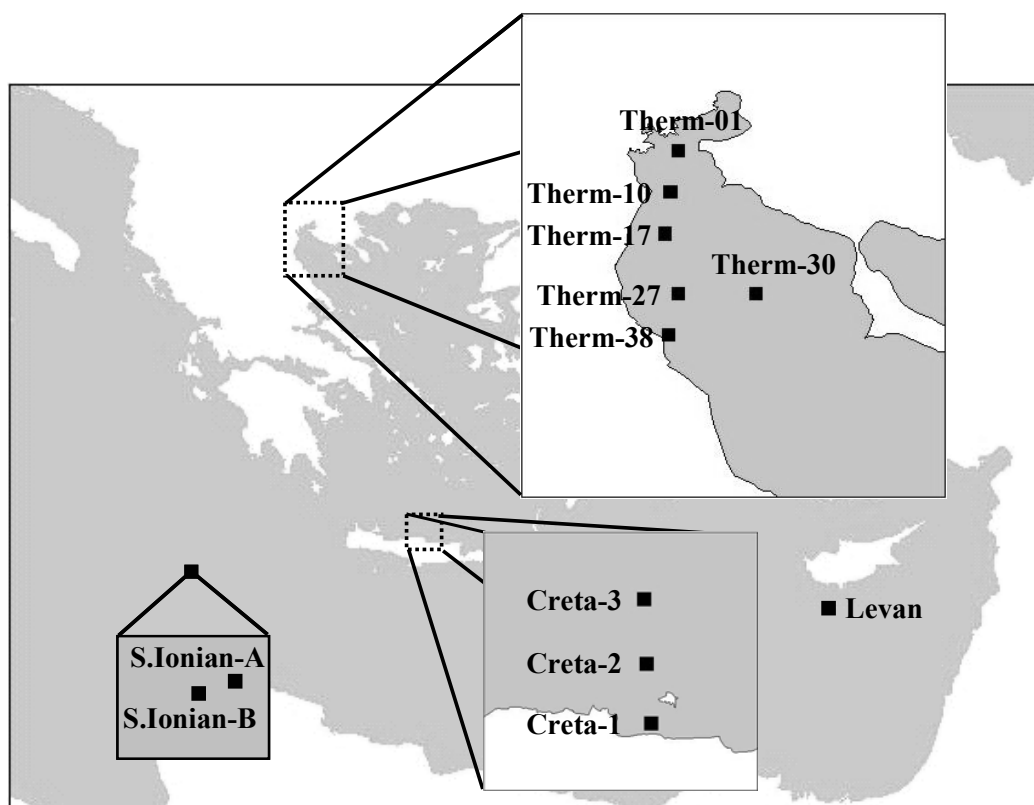 Therm-01
Therm-10
Therm-17
Therm-30
Therm-27
Therm-38
Creta-3
Levan
Creta-2
S.Ionian-A
S.Ionian-B
Creta-1